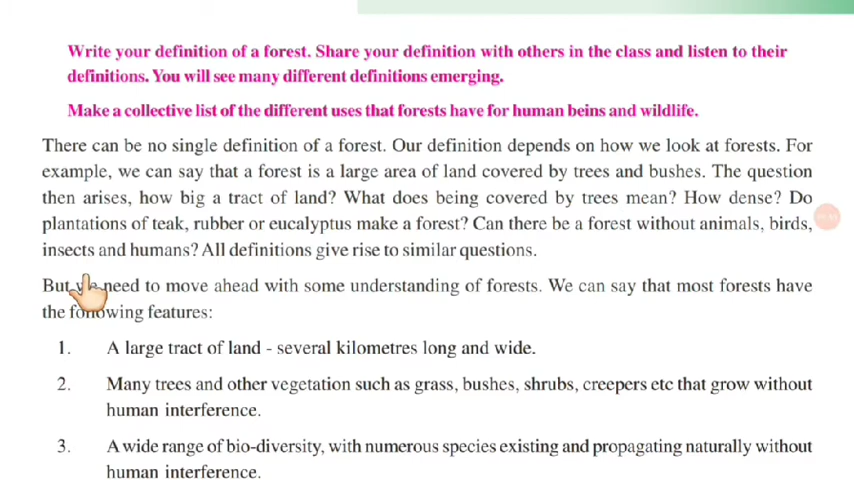 Write your definition of a forest. Share your definition with others in the class and listen to their
definitions. You will see many different definitions emerging.
Make a collective list of the different uses that forests have for human beins and wildlife.
There can be no single definition of a forest. Our definition depends on how we look at forests. For
example, we can say that a forest is a large area of land covered by trees and bushes. The question
then arises, how big a tract of land? What does being covered by trees mean? How dense? Do
plantations of teak, rubber or eucalyptus make a forest? Can there be a forest without animals, birds,
insects and humans? All definitions give rise to similar questions.
But we need to move ahead with some understanding of forests. We can say that most forests have
the following features:
1. A large tract of land - several kilometres long and wide.
2. Many trees and other vegetation such as grass, bushes, shrubs, creepers etc that grow without
human interference.
3. A wide range of bio-diversity, with numerous species existing and propagating naturally without
human interference.